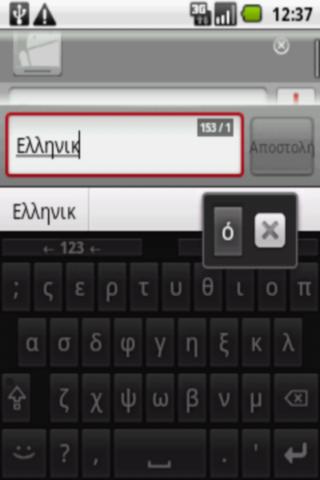 3G 12:37
153 / 1
Ελληνικ
Αποστολή
Ελληνικ
ό
← 123 ←
; ς ε ρ τ υ θ ι ο π
α σ δ φ γ η ξ κ λ
ζ χ ψ ω β ν μ
? , . '